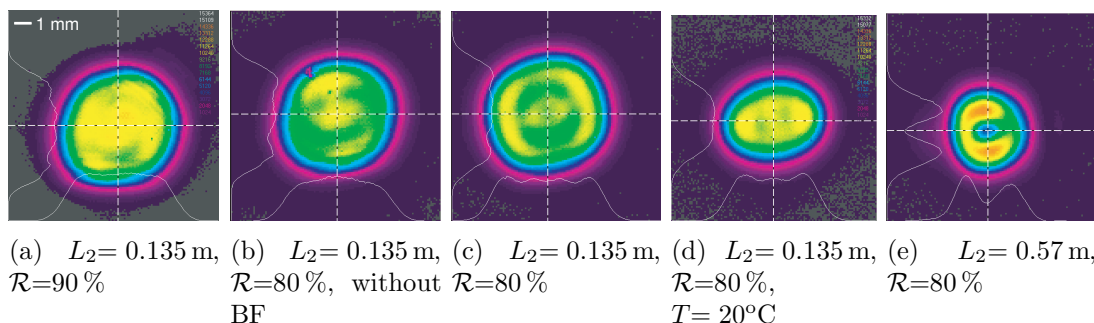 1 mm
(a) L₂= 0.135 m, (b) L₂= 0.135 m, (c) L₂= 0.135 m, (d) L₂= 0.135 m, (e) L₂= 0.57 m,
ℛ=90 % ℛ=80 %, without ℛ=80 % ℛ=80 %, ℛ=80 %
BF T= 20°C